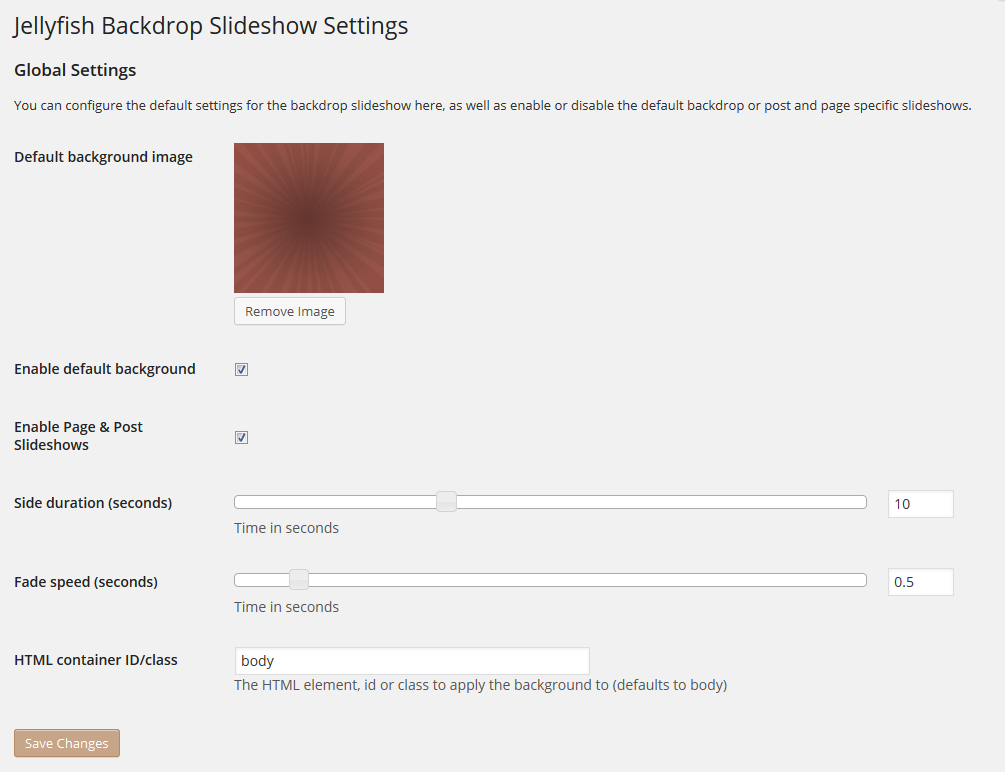 Jellyfish Backdrop Slideshow Settings
Global Settings
You can configure the default settings for the backdrop slideshow here, as well as enable or disable the default backdrop or post and page specific slideshows.
Default background image
Remove Image
Enable default background
Enable Page & Post
Slideshows
Side duration (seconds)
10
Time in seconds
Fade speed (seconds)
0.5
Time in seconds
HTML container ID/class
body
The HTML element, id or class to apply the background to (defaults to body)
Save Changes